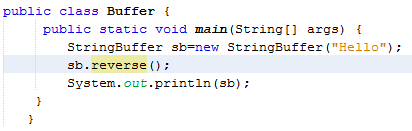 public class Buffer {
public static void main(String[] args) {
StringBuffer sb=new StringBuffer("Hello");
sb.reverse();
System.out.println(sb);
}
}